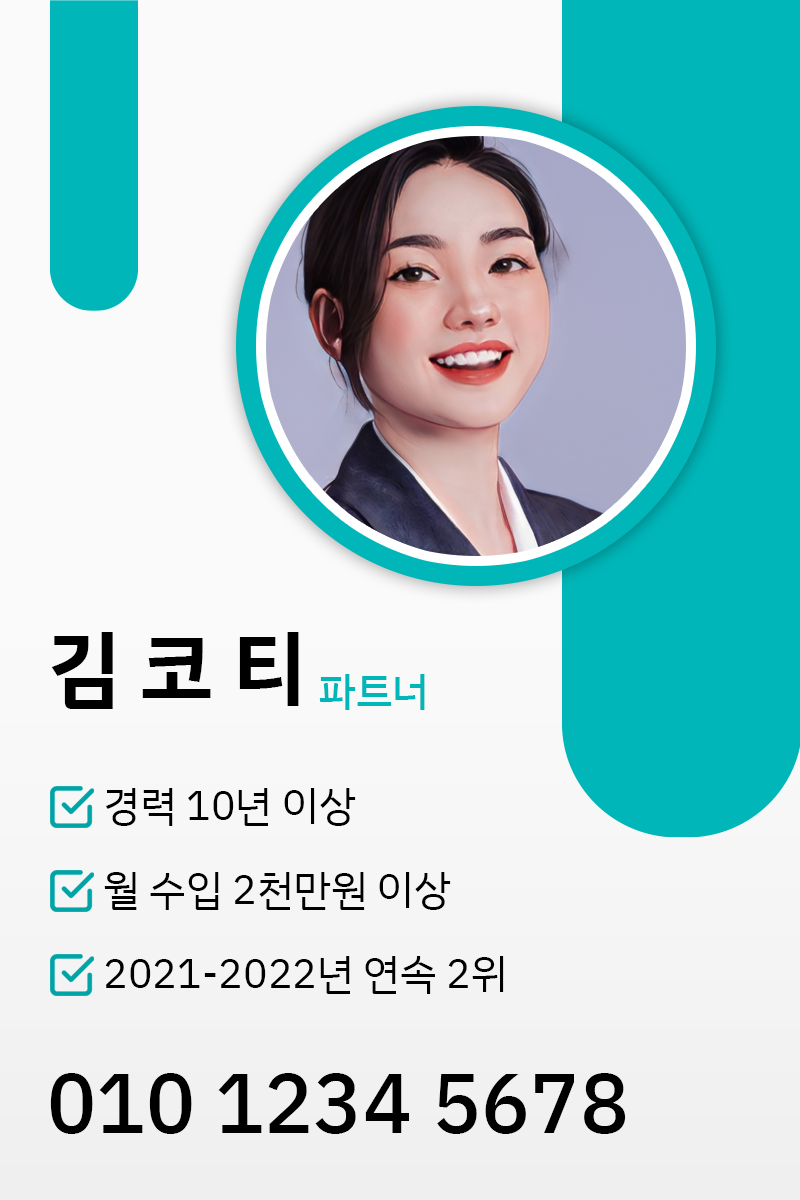 김 코 티 파트너
경력 10년 이상
월 수입 2천만원 이상
2021-2022년 연속 2위
010 1234 5678